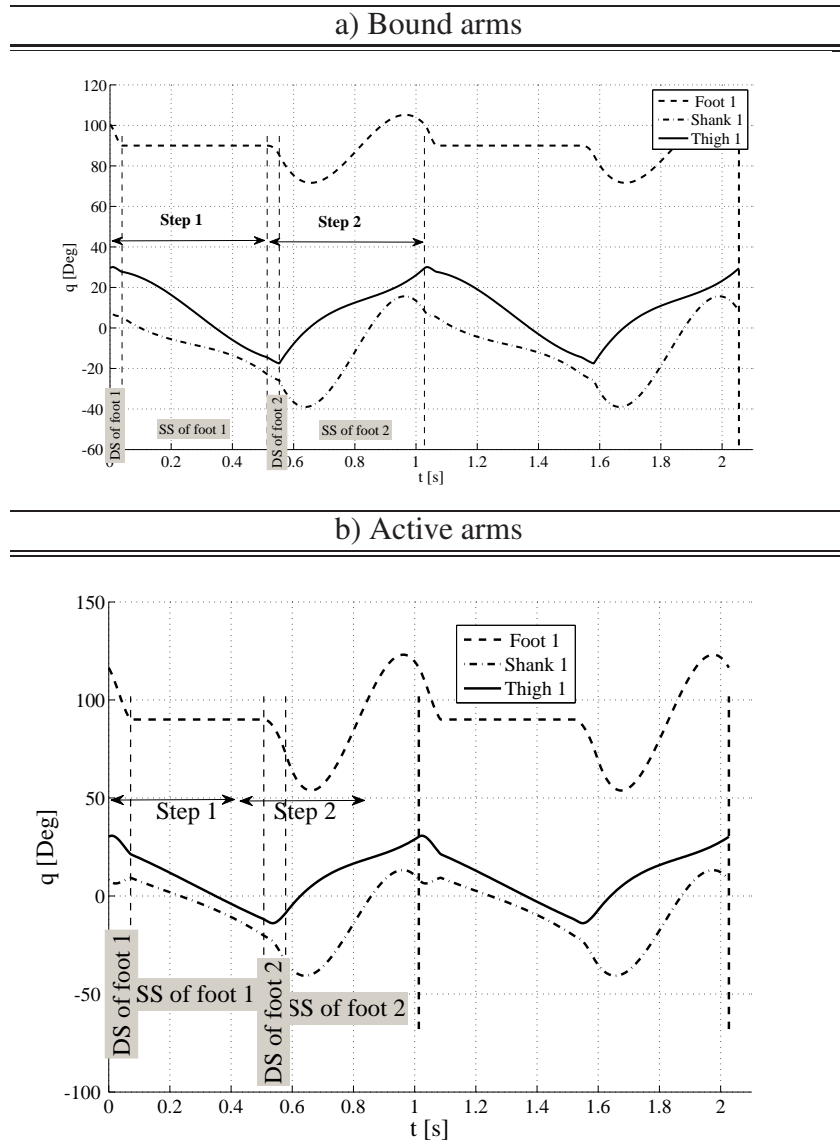 a) Bound arms
120
100
80
60
40
20
0
-20
-40
-60
q [Deg]
Foot 1
Shank 1
Thigh 1
Step 1
Step 2
DS of foot 1
SS of foot 1
DS of foot 2
SS of foot 2
0 0.2 0.4 0.6 0.8 1 1.2 1.4 1.6 1.8 2
t [s]
b) Active arms
150
100
50
0
-50
-100
q [Deg]
Foot 1
Shank 1
Thigh 1
Step 1
Step 2
DS of foot 1
SS of foot 1
DS of foot 2
SS of foot 2
0 0.2 0.4 0.6 0.8 1 1.2 1.4 1.6 1.8 2
t [s]